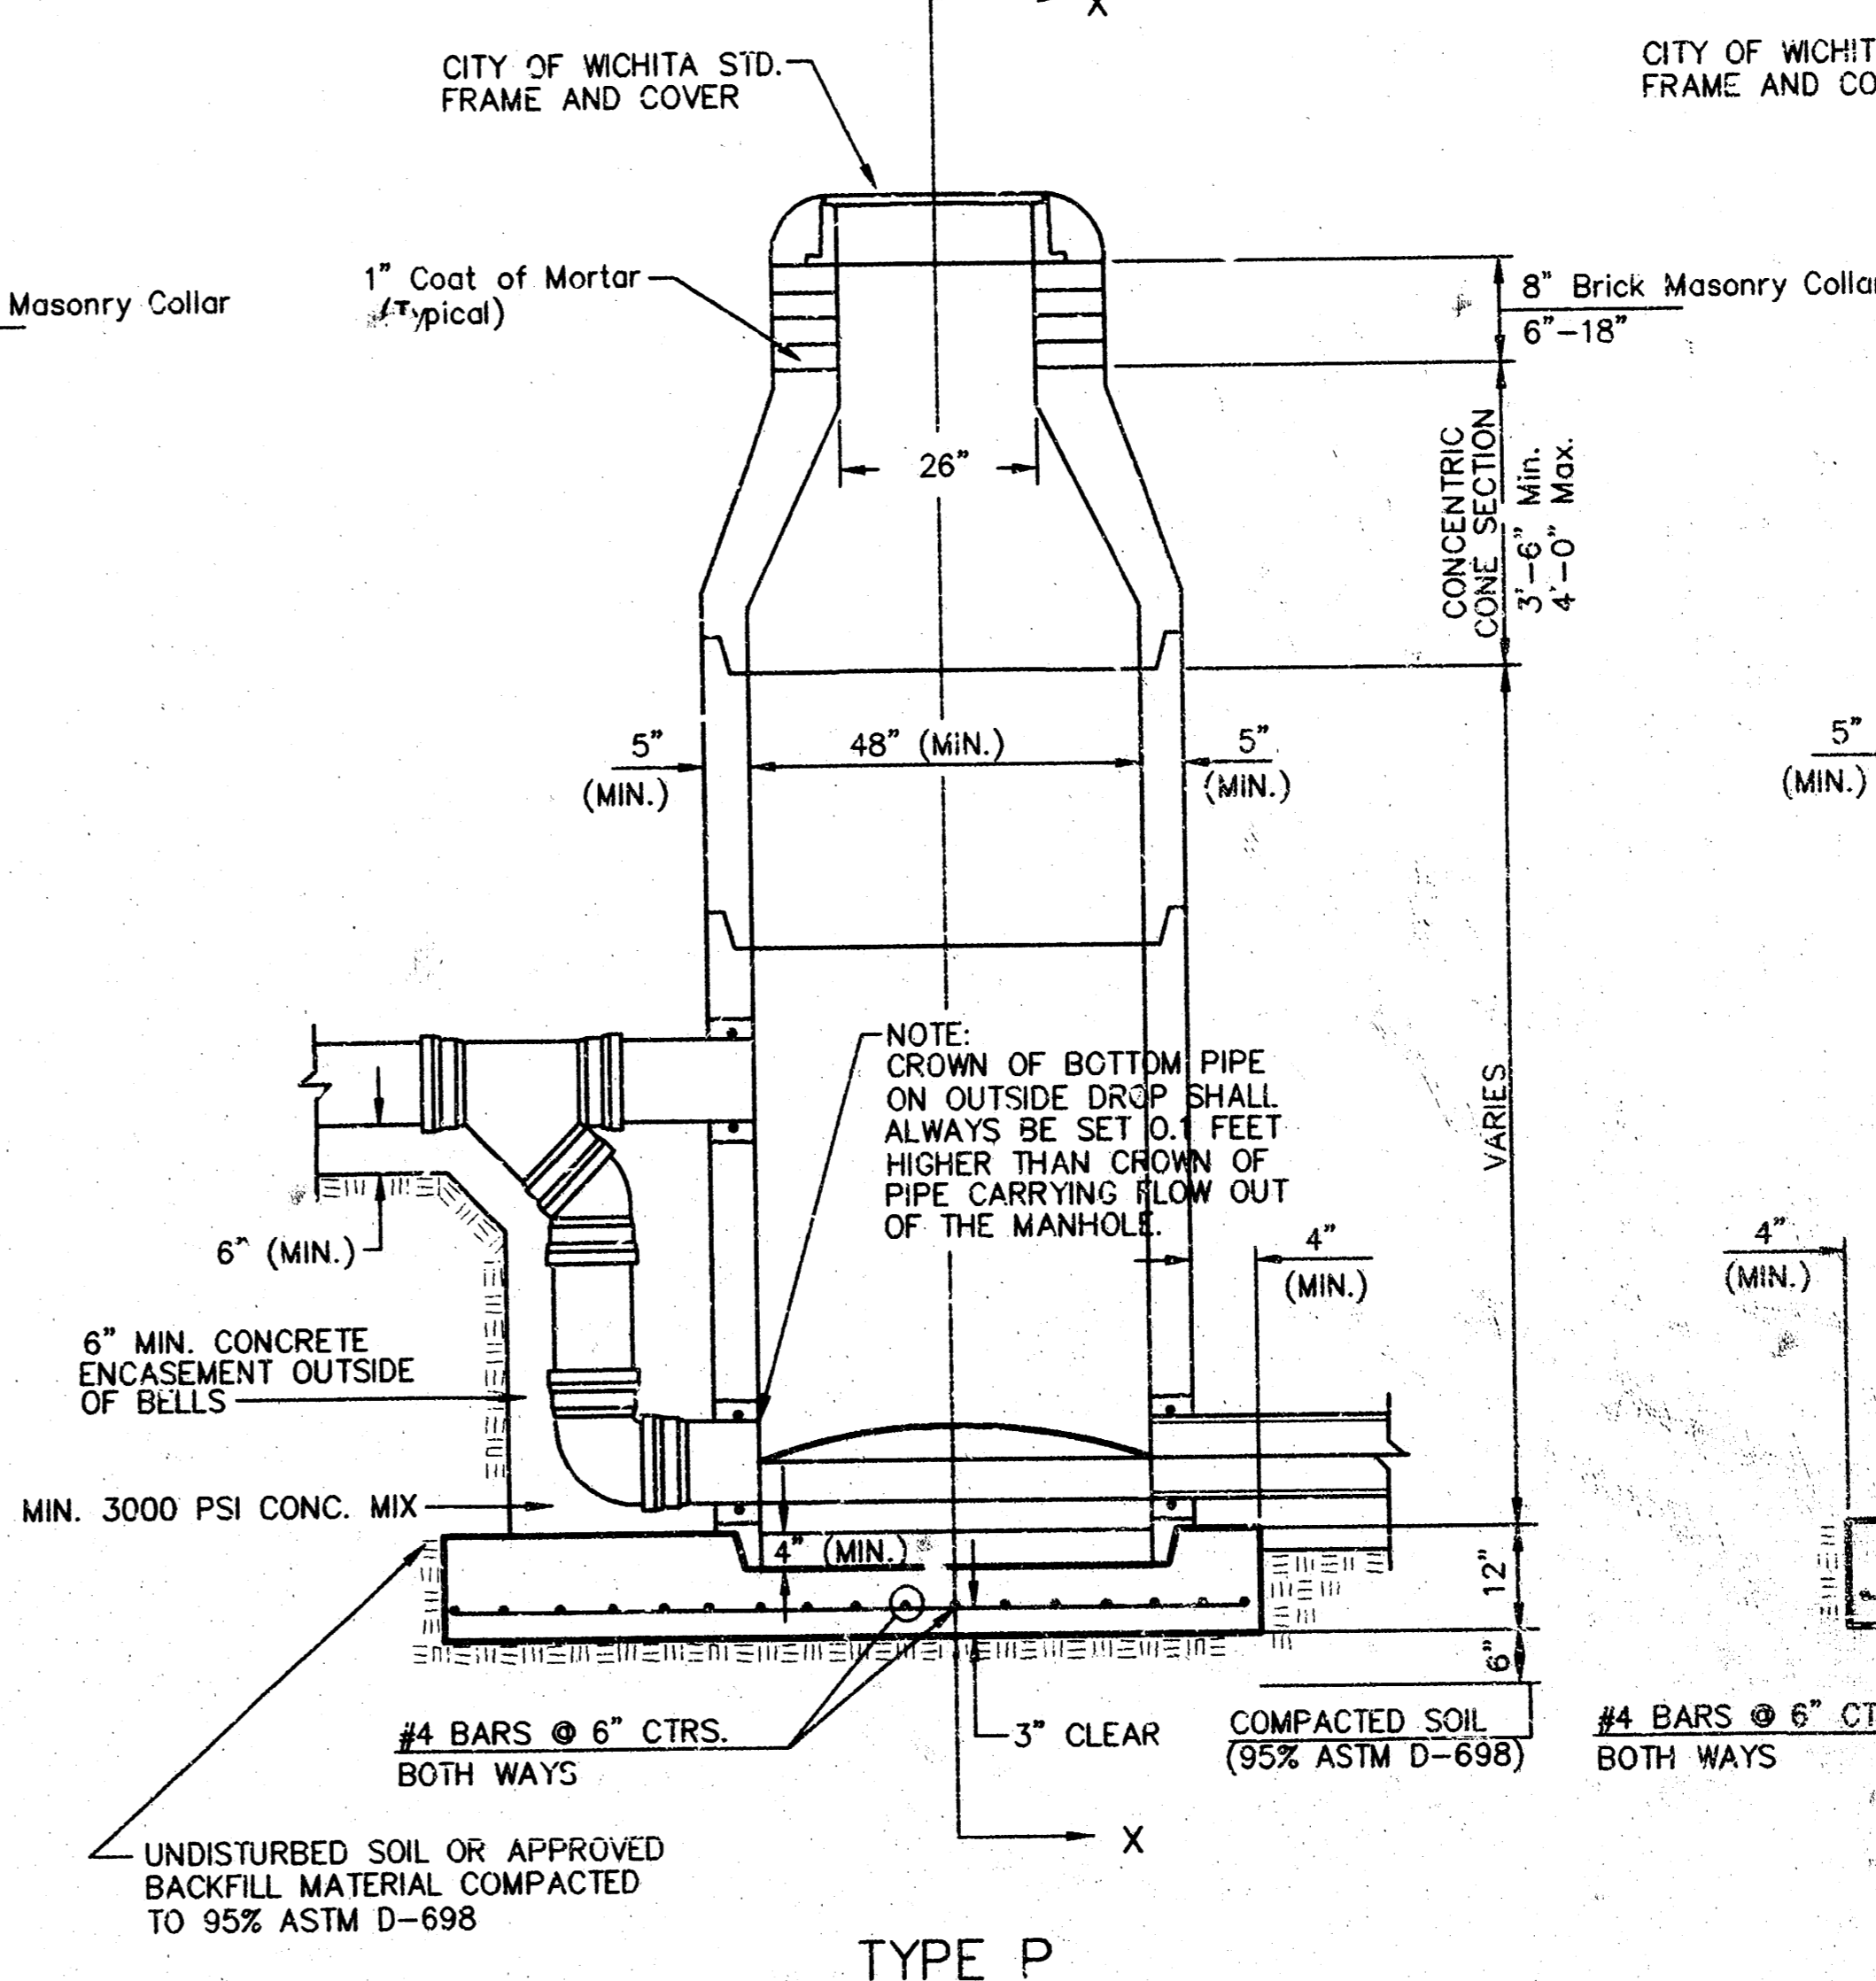 X
CITY OF WICHITA STD.
FRAME AND COVER
CITY OF WICHIT
FRAME AND CO
Masonry Collar
1” Coat of Mortar
(Typical)
8” Brick Masonry Collar
6”–18”
CONCENTRIC
CONE SECTION
3’–6” Min.
4’–0” Max.
26”
5”
(MIN.)
48” (MIN.)
5”
(MIN.)
5”
(MIN.)
NOTE:
CROWN OF BOTTOM PIPE
ON OUTSIDE DROP SHALL
ALWAYS BE SET 0.1 FEET
HIGHER THAN CROWN OF
PIPE CARRYING FLOW OUT
OF THE MANHOLE.
VARIES
6” (MIN.)
4”
(MIN.)
4”
(MIN.)
6” MIN. CONCRETE
ENCASEMENT OUTSIDE
OF BELLS
MIN. 3000 PSI CONC. MIX
4” (MIN.)
12”
6”
#4 BARS @ 6” CTRS.
BOTH WAYS
3” CLEAR
COMPACTED SOIL
(95% ASTM D–698)
#4 BARS @ 6” CT
BOTH WAYS
X
UNDISTURBED SOIL OR APPROVED
BACKFILL MATERIAL COMPACTED
TO 95% ASTM D–698
TYPE P